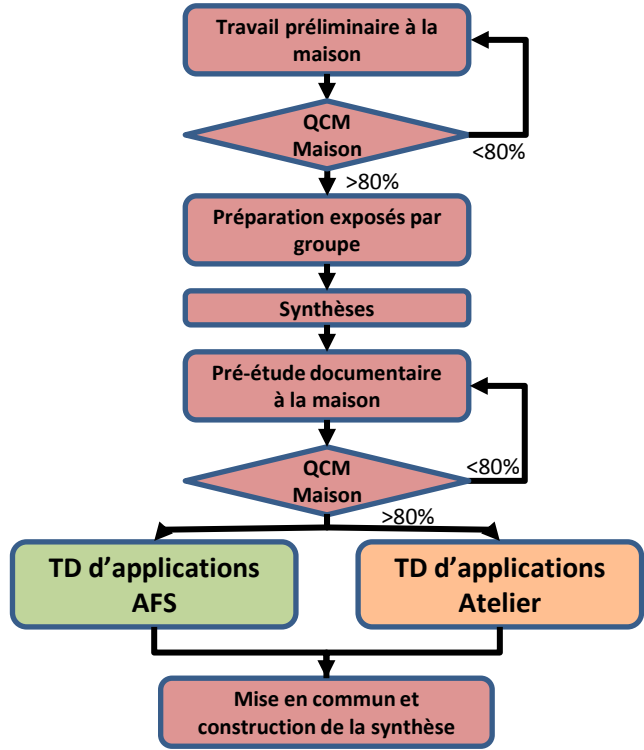 Travail préliminaire à la
maison
QCM
Maison
<80%
>80%
Préparation exposés par
groupe
Synthèses
Pré-étude documentaire
à la maison
QCM
Maison
<80%
>80%
TD d’applications
AFS
TD d’applications
Atelier
Mise en commun et
construction de la synthèse